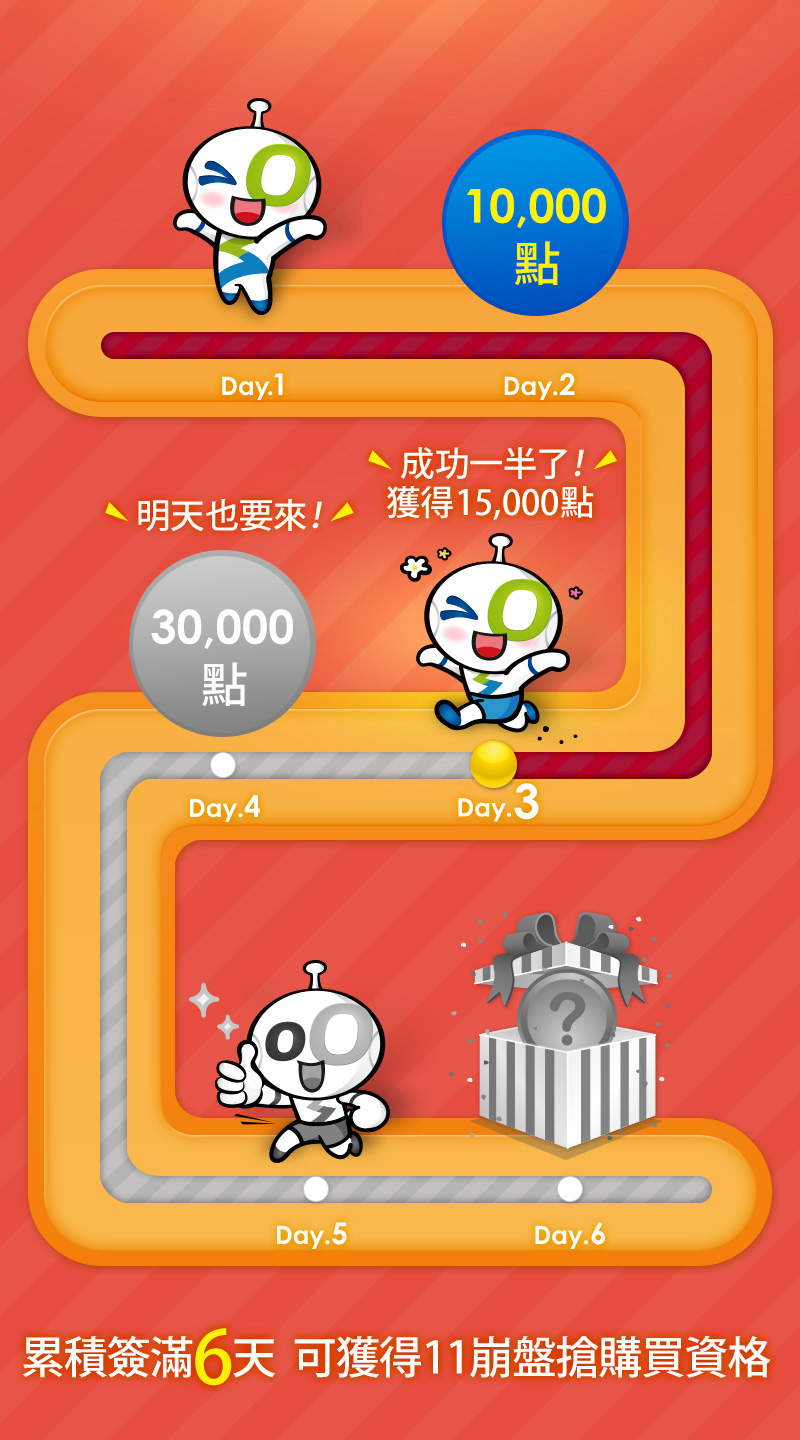 10,000
點
Day.1
Day.2
成功一半了!
獲得15,000點
明天也要來!
30,000
點
Day.4
Day.3
?
Day.5
Day.6
累積簽滿6天 可獲得11崩盤搶購買資格